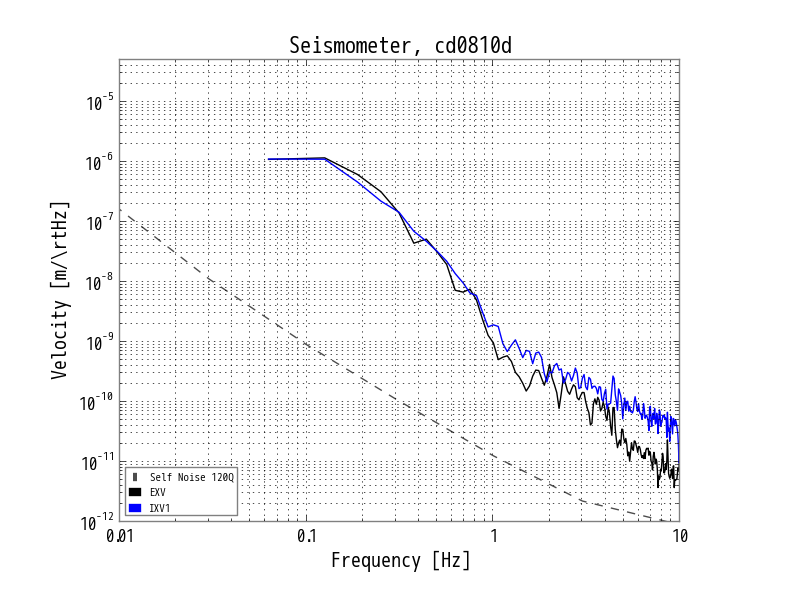 Seismometer, cd0810d
Velocity [m/\rtHz]
10^-5
10^-6
10^-7
10^-8
10^-9
10^-10
10^-11
10^-12
Self Noise 120Q
EXV
IXV1
0.01 0.1 1 10
Frequency [Hz]